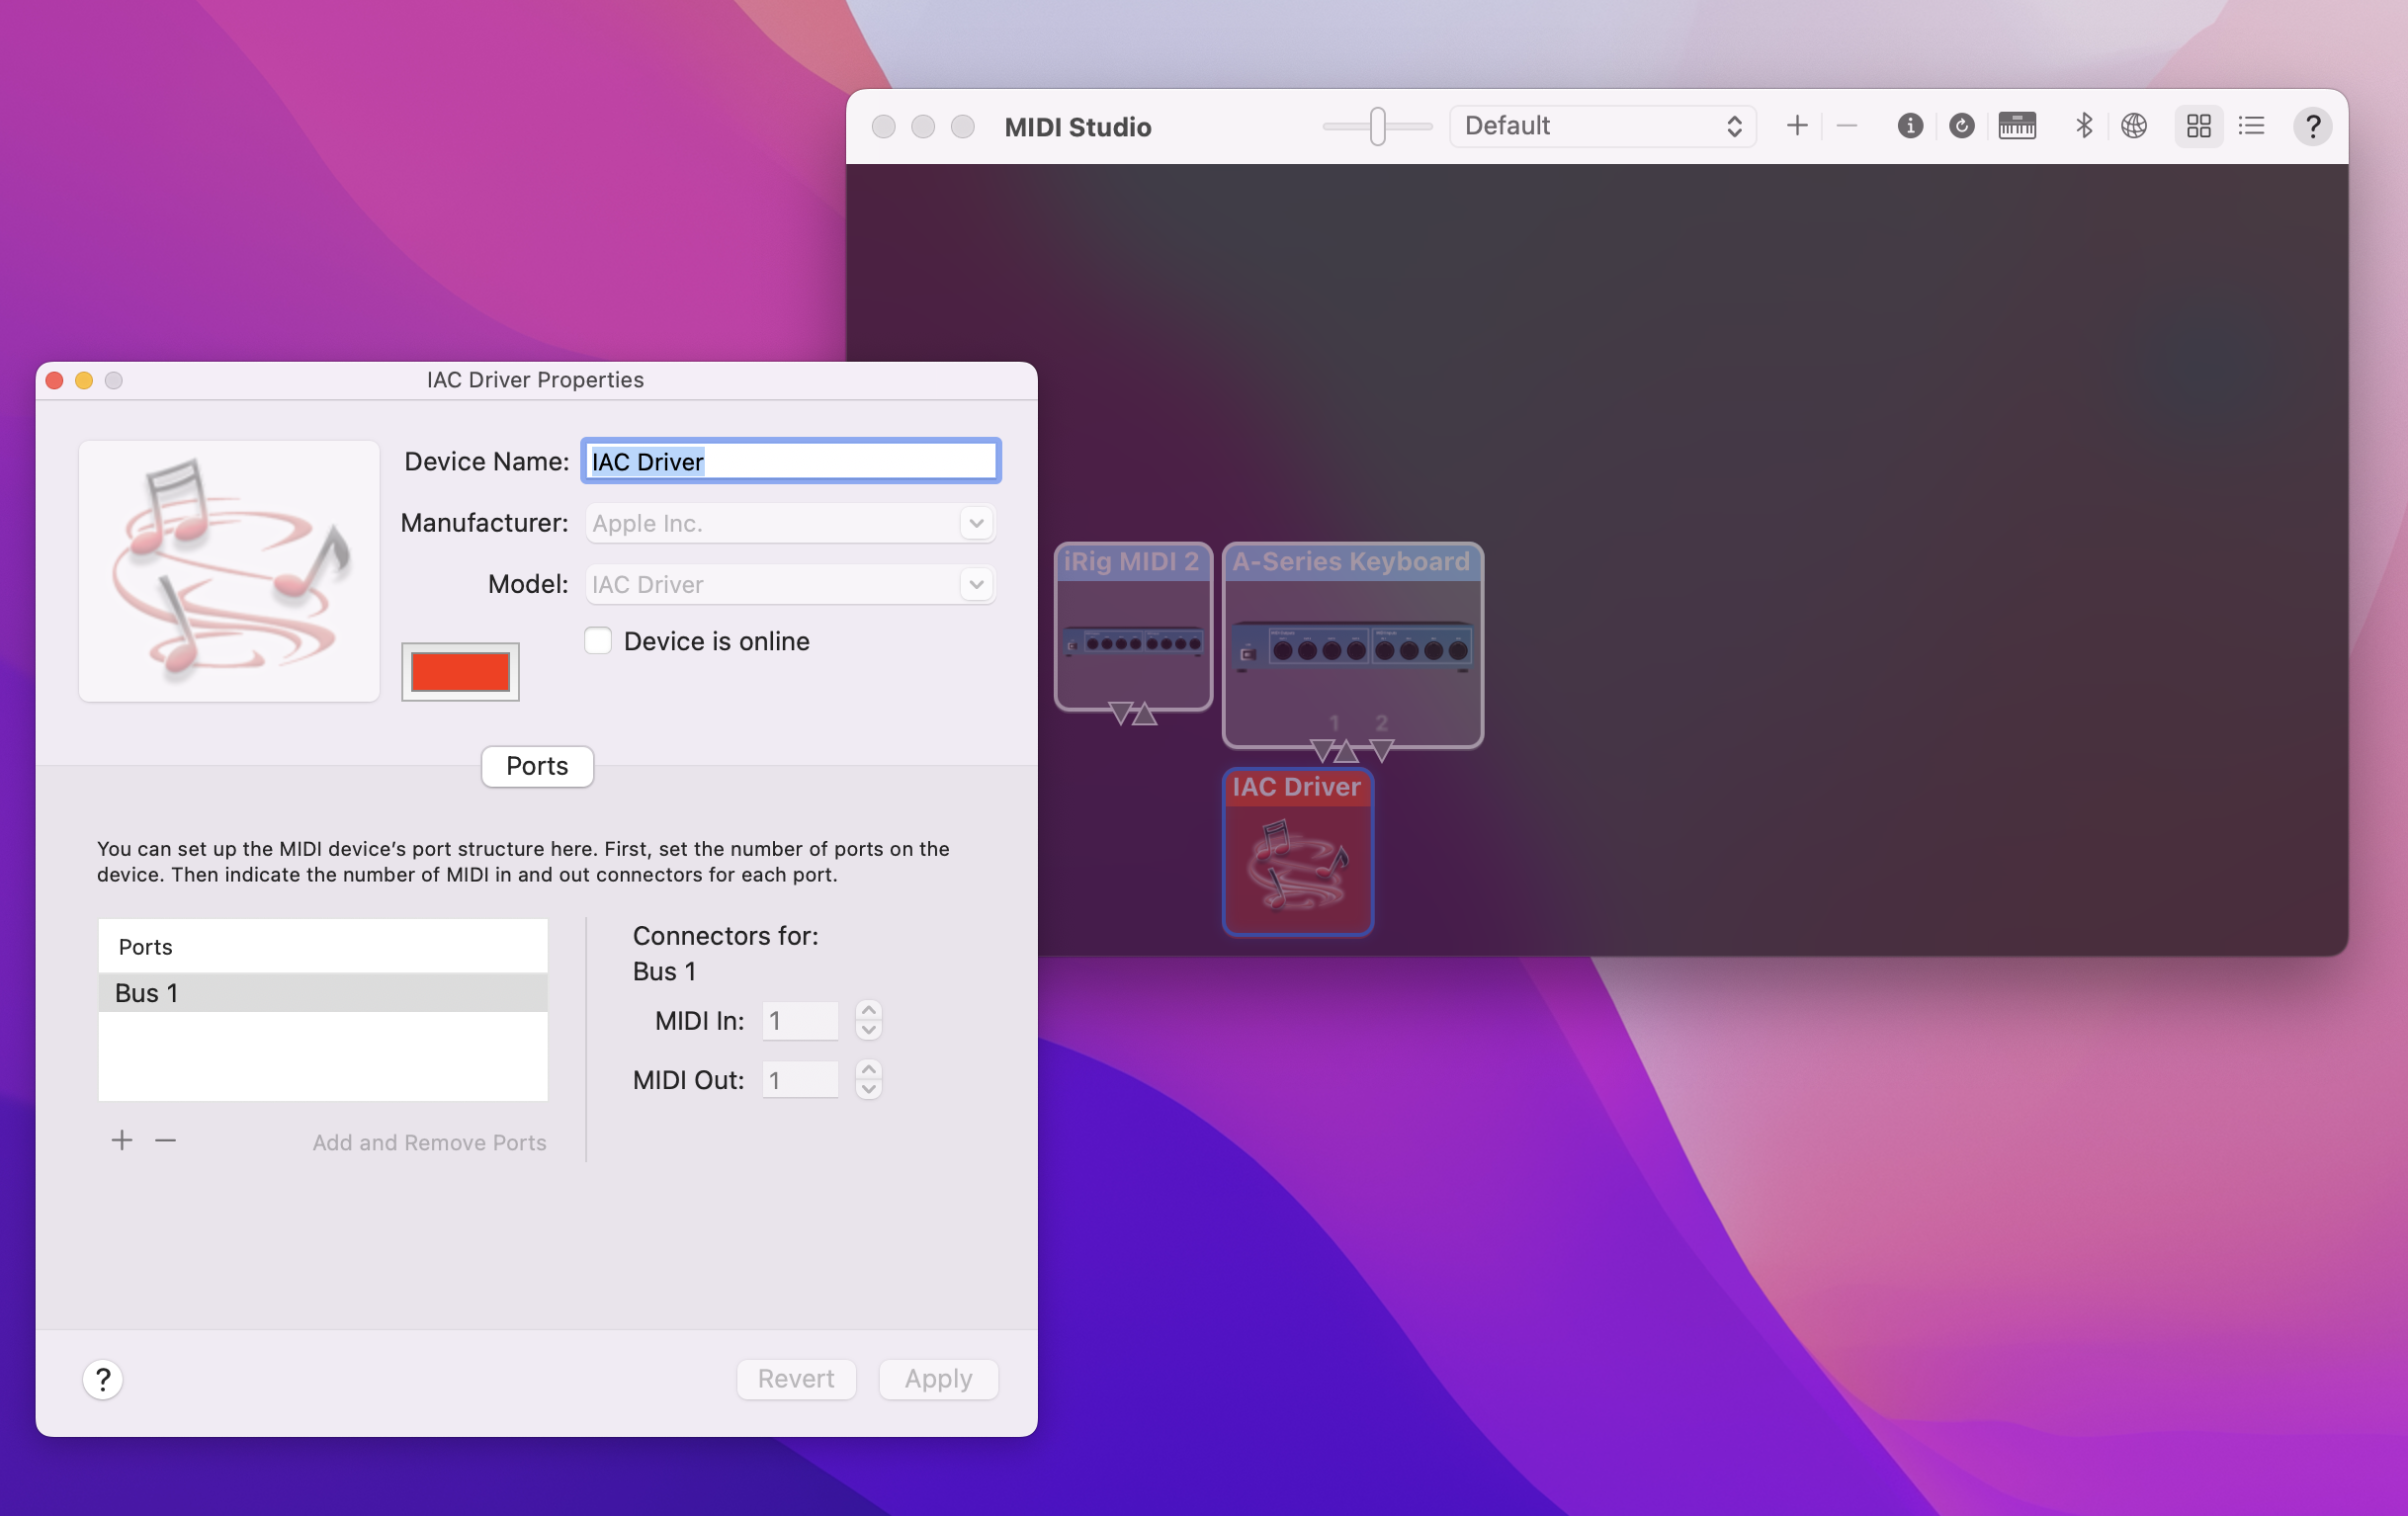 MIDI Studio
Default
?
IAC Driver Properties
Device Name: IAC Driver
Manufacturer: Apple Inc.
Model: IAC Driver
Device is online
Ports
You can set up the MIDI device’s port structure here. First, set the number of ports on the
device. Then indicate the number of MIDI in and out connectors for each port.
Ports
Bus 1
Add and Remove Ports
Connectors for:
Bus 1
MIDI In: 1
MIDI Out: 1
?
Revert
Apply
iRig MIDI 2
A-Series Keyboard
1 2
IAC Driver